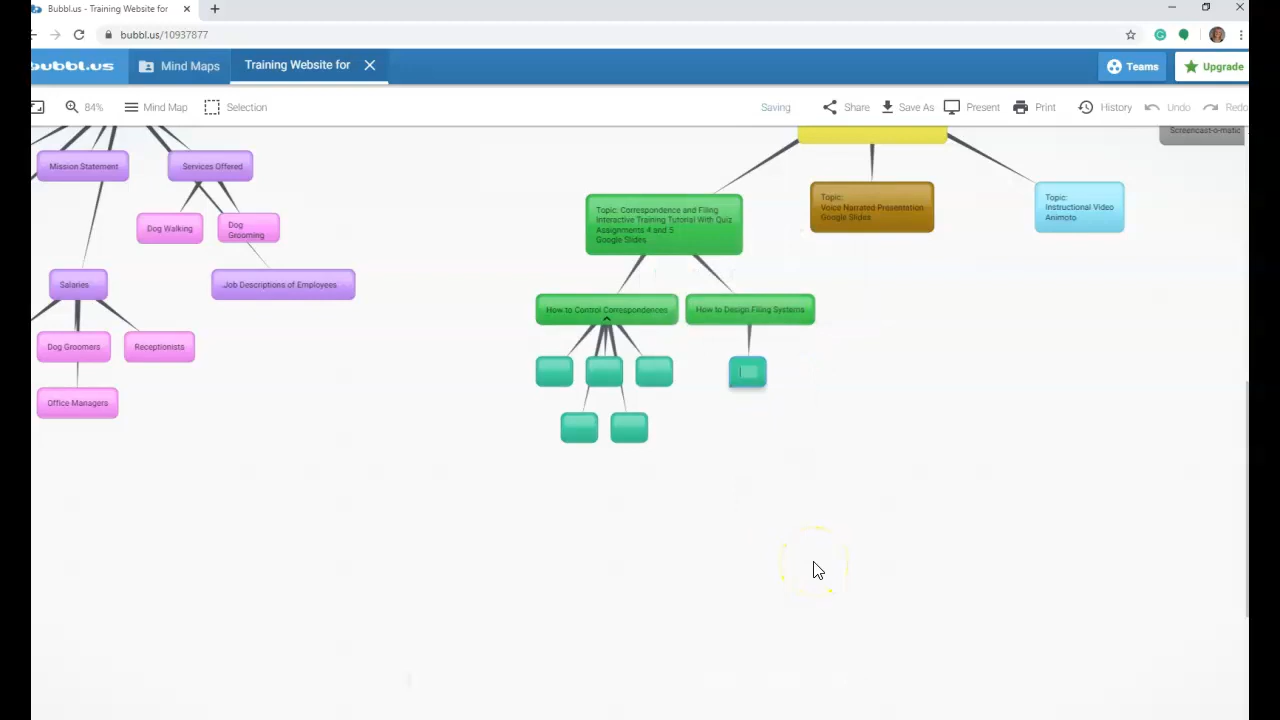 Bubbl.us - Training Website for
bubbl.us/10937877
bubbl.us
Mind Maps
Training Website for
Teams
Upgrade
84%
Mind Map
Selection
Saving
Share
Save As
Present
Print
History
Undo
Redo
Screencast-o-matic
Mission Statement
Services Offered
Dog Walking
Dog
Grooming
Salaries
Job Descriptions of Employees
Dog Groomers
Receptionists
Office Managers
Topic: Correspondence and Filing
Interactive Training Tutorial With Quiz
Assignments 4 and 5
Google Slides
Topic:
Voice Narrated Presentation
Google Slides
Topic:
Instructional Video
Animoto
How to Control Correspondences
How to Design Filing Systems